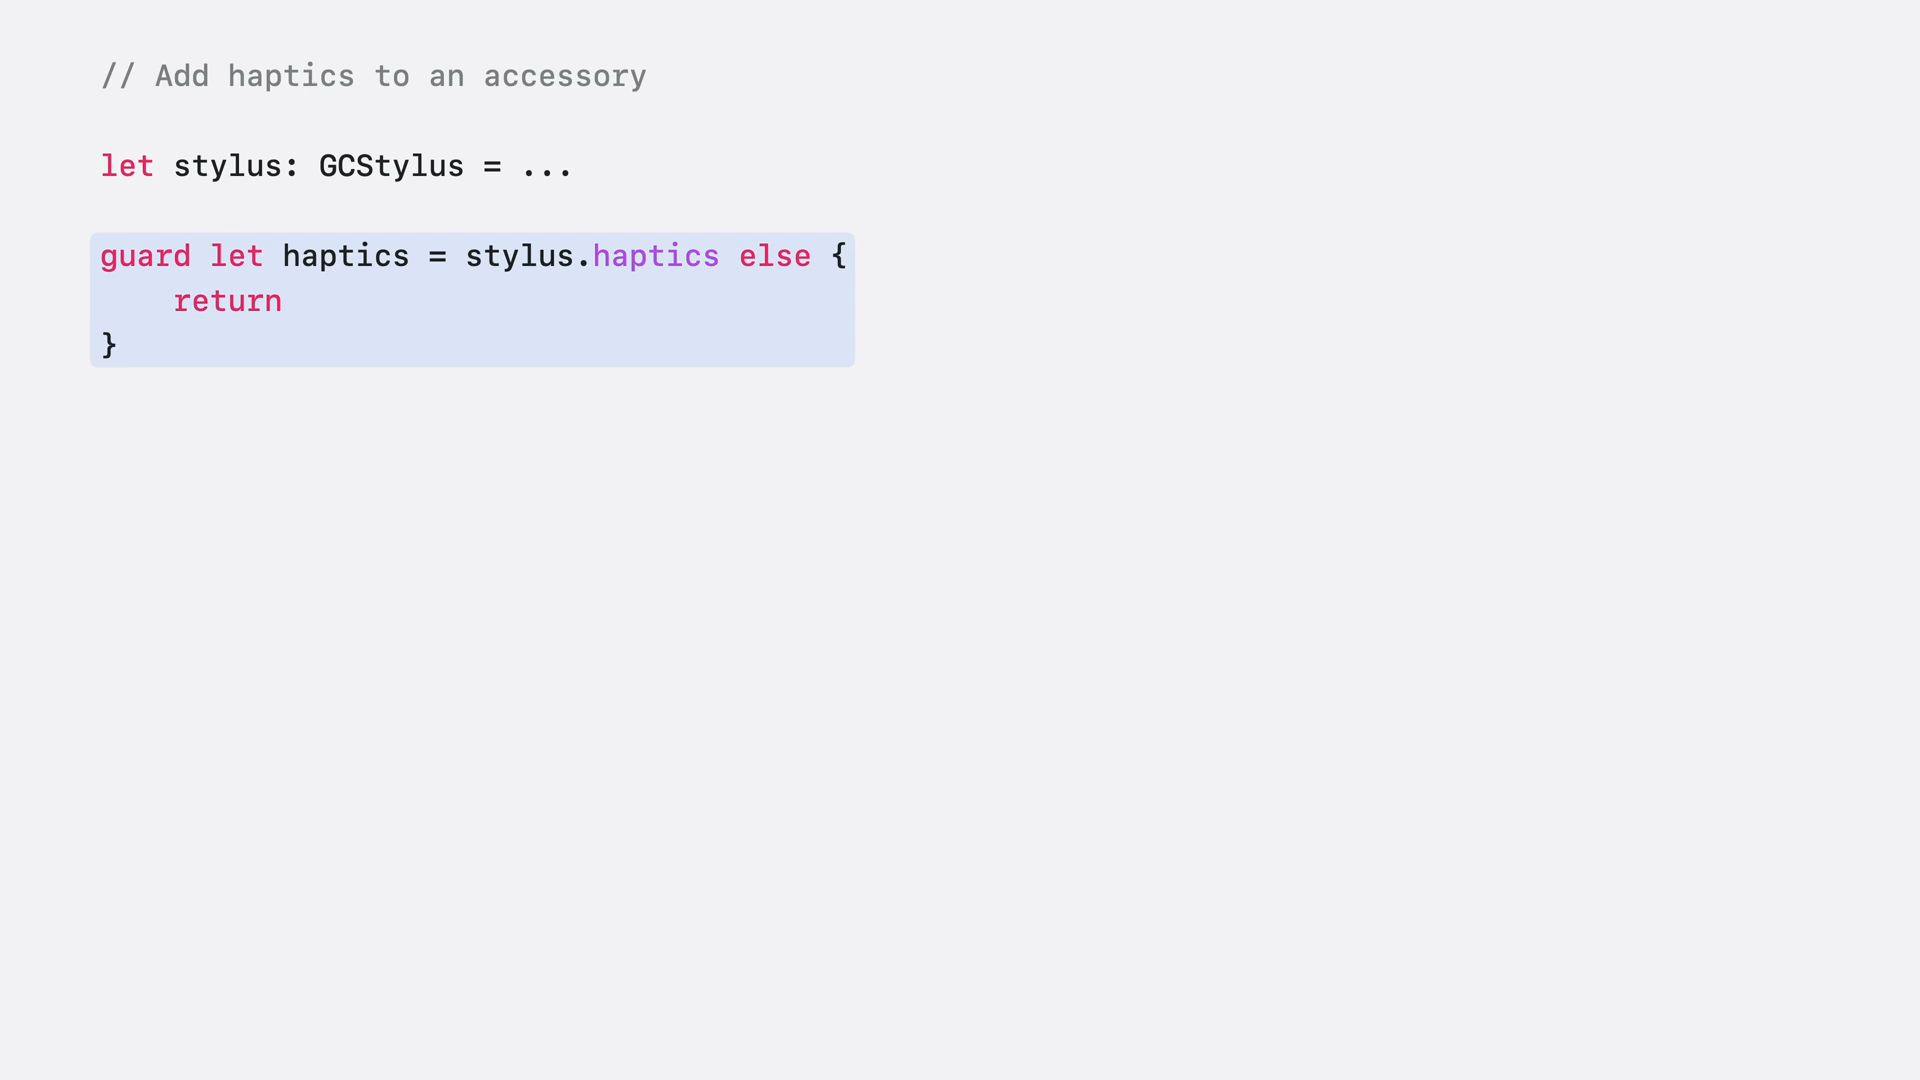 // Add haptics to an accessory
let stylus: GCStylus = ...
guard let haptics = stylus.haptics else {
    return
}